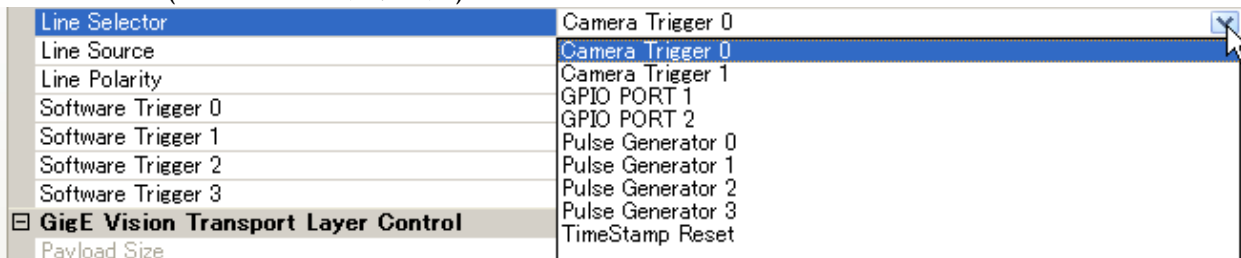 Line Selector Camera Trigger 0
Line Source Camera Trigger 0
Line Polarity Camera Trigger 1
Software Trigger 0 GPIO PORT 1
GPIO PORT 2
Software Trigger 1 Pulse Generator 0
Software Trigger 2 Pulse Generator 1
Pulse Generator 2
Software Trigger 3 Pulse Generator 3
GigE Vision Transport Layer Control TimeStamp Reset
Payload Size